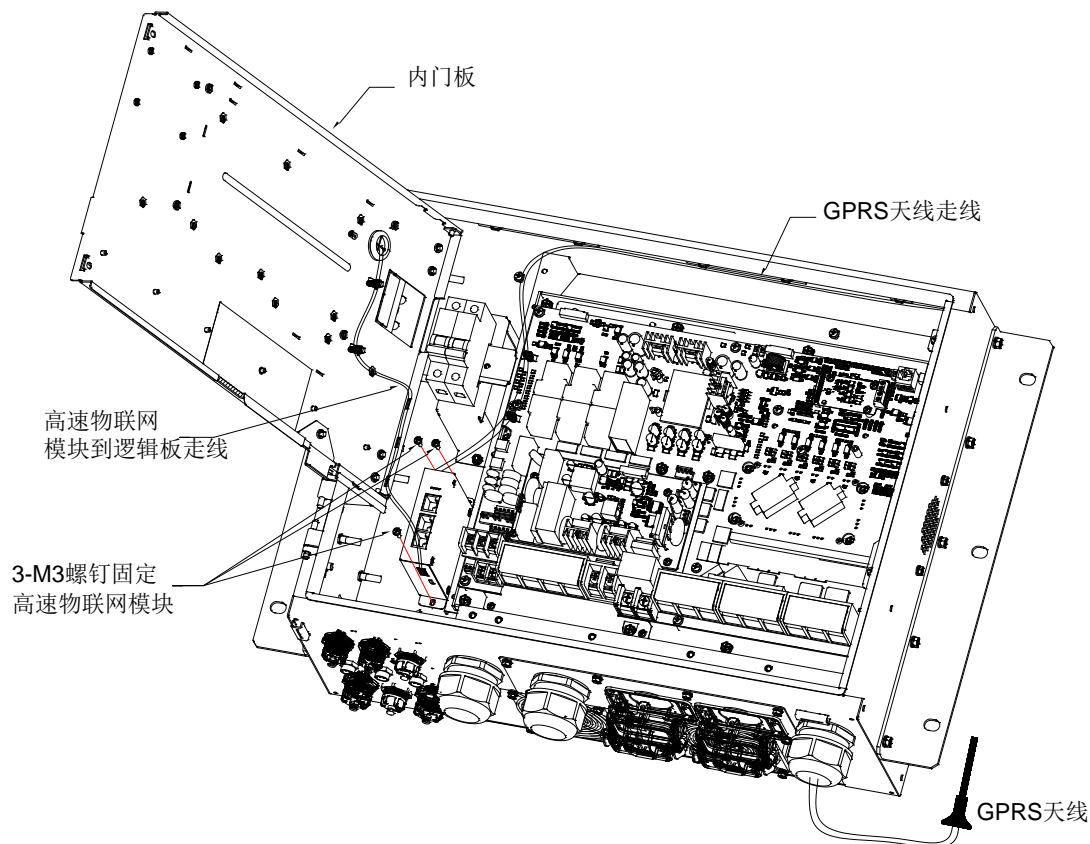 内门板
GPRS天线走线
高速物联网
模块到逻辑板走线
3-M3螺钉固定
高速物联网模块
GPRS天线